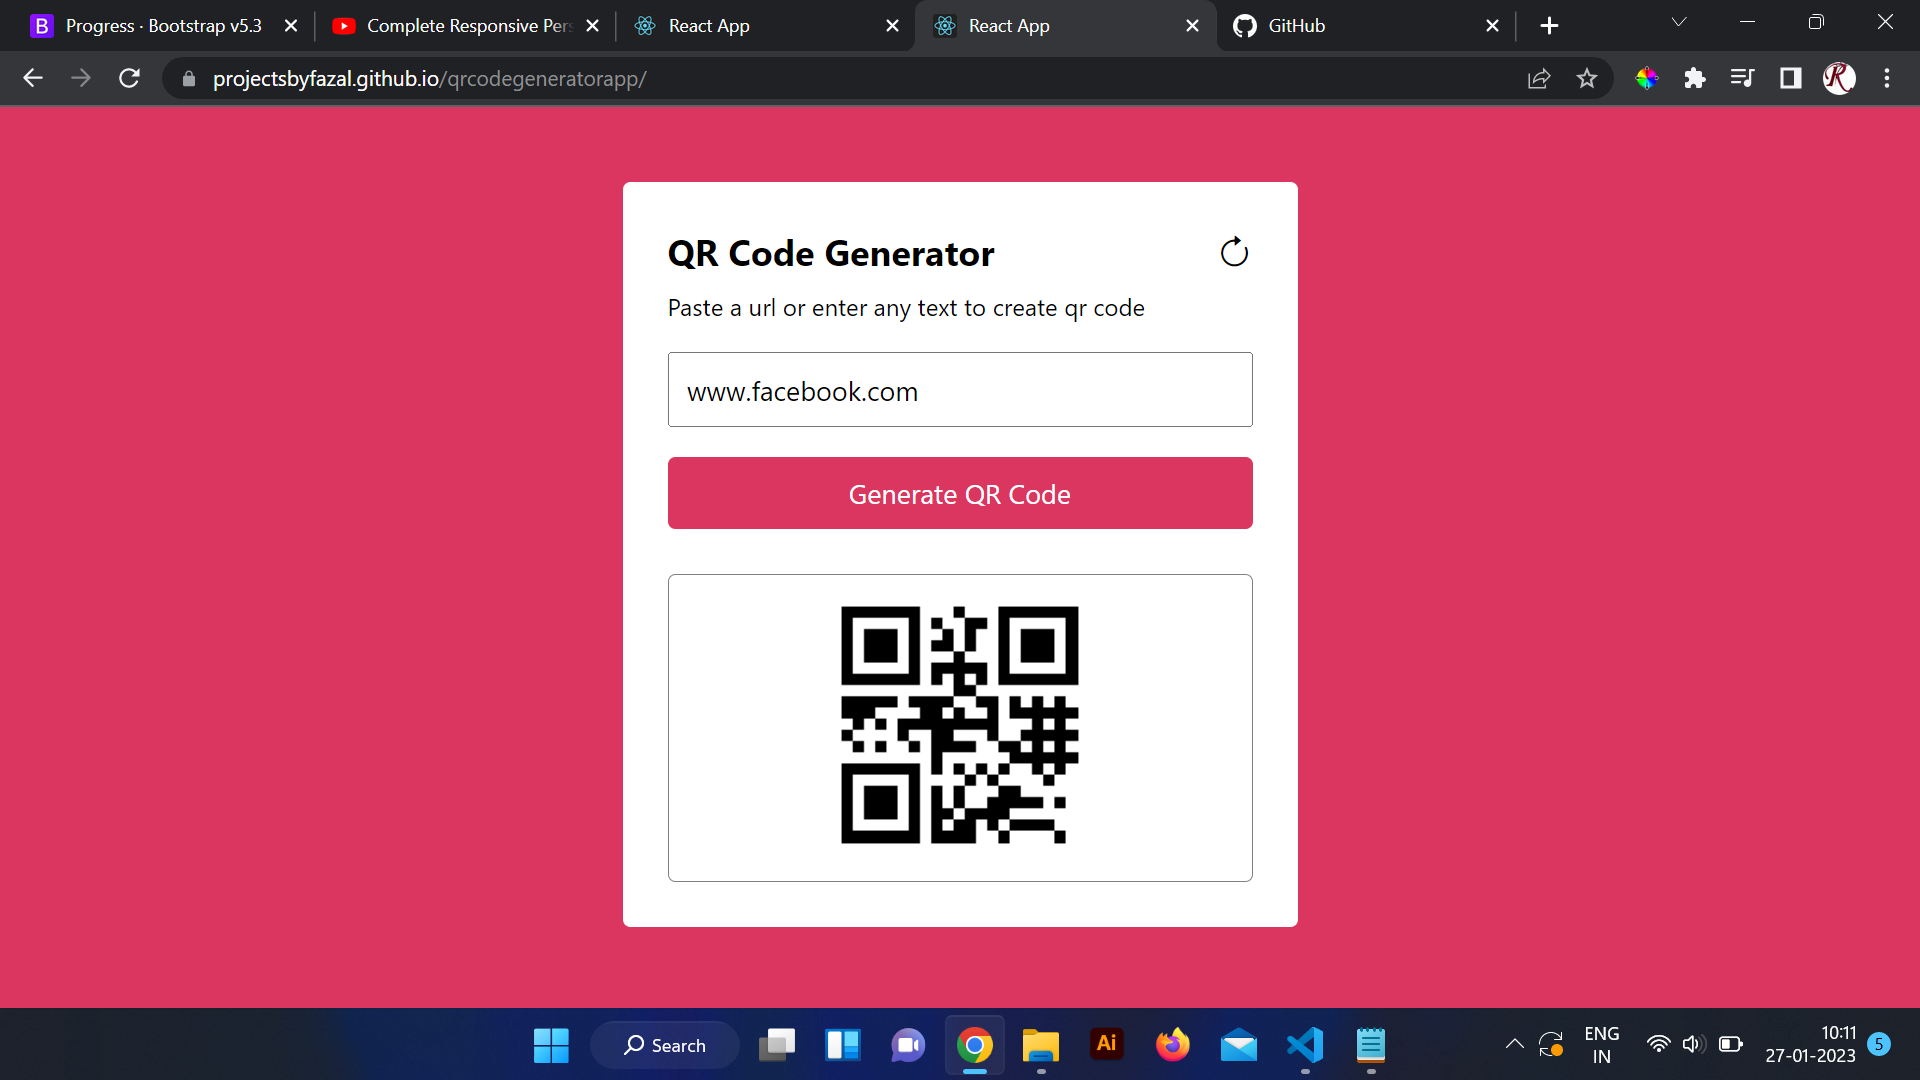 Progress · Bootstrap v5.3
Complete Responsive Pers
React App
React App
GitHub
projectsbyfazal.github.io/qrcodegeneratorapp/
QR Code Generator
Paste a url or enter any text to create qr code
www.facebook.com
Generate QR Code
Search
Ai
ENG
IN
10:11
27-01-2023
5